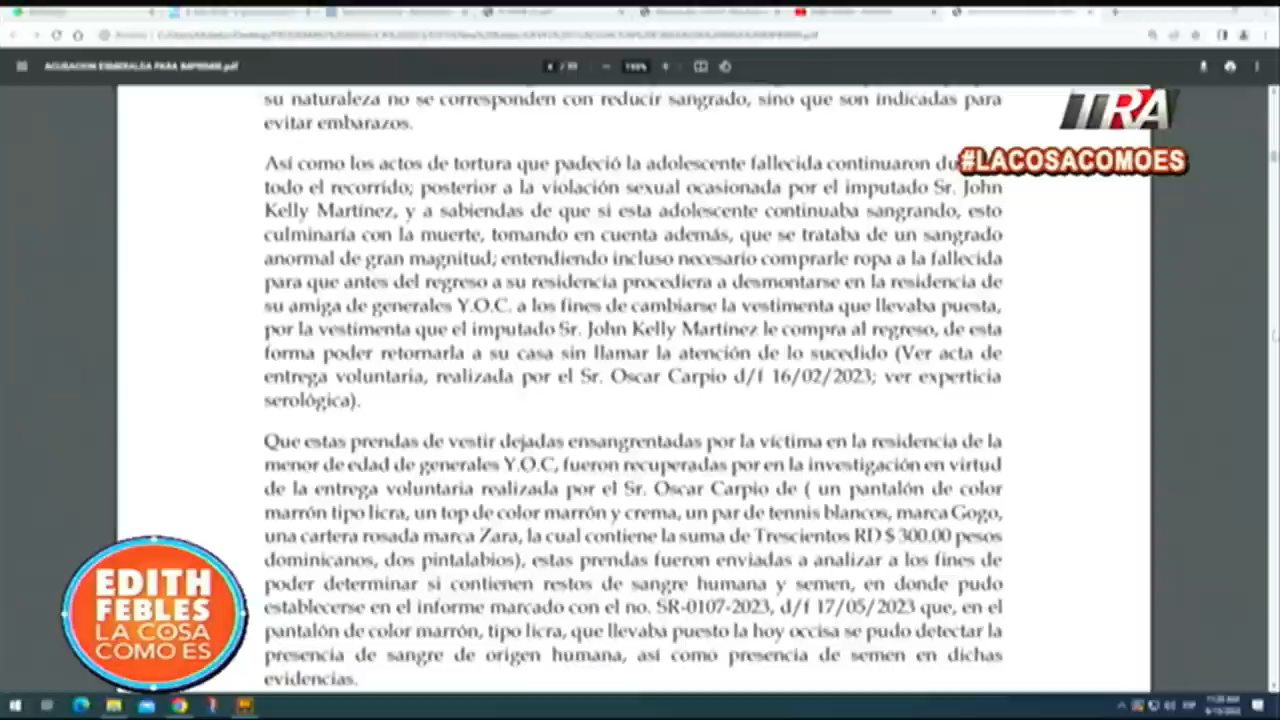 ACUSACION ESMERALDA PARA IMPRIMIR.pdf
TRA
#LACOSACOMOES
su naturaleza no se corresponden con reducir sangrado, sino que son indicadas para
evitar embarazos.
Así como los actos de tortura que padeció la adolescente fallecida continuaron du
todo el recorrido; posterior a la violación sexual ocasionada por el imputado Sr. John
Kelly Martínez, y a sabiendas de que si esta adolescente continuaba sangrando, esto
culminaría con la muerte, tomando en cuenta además, que se trataba de un sangrado
anormal de gran magnitud; entendiendo incluso necesario comprarle ropa a la fallecida
para que antes del regreso a su residencia procediera a desmontarse en la residencia de
su amiga de generales Y.O.C. a los fines de cambiarse la vestimenta que llevaba puesta,
por la vestimenta que el imputado Sr. John Kelly Martínez le compra al regreso, de esta
forma poder retornarla a su casa sin llamar la atención de lo sucedido (Ver acta de
entrega voluntaria, realizada por el Sr. Oscar Carpio d/f 16/02/2023; ver experticia
serológica).
Que estas prendas de vestir dejadas ensangrentadas por la víctima en la residencia de la
menor de edad de generales Y.O.C, fueron recuperadas por en la investigación en virtud
de la entrega voluntaria realizada por el Sr. Oscar Carpio de ( un pantalón de color
marrón tipo licra, un top de color marrón y crema, un par de tennis blancos, marca Gogo,
una cartera rosada marca Zara, la cual contiene la suma de Trescientos RD$ 300.00 pesos
dominicanos, dos pintalabios), estas prendas fueron enviadas a analizar a los fines de
poder determinar si contienen restos de sangre humana y semen, en donde pudo
establecerse en el informe marcado con el no. SR-0107-2023, d/f 17/05/2023 que, en el
pantalón de color marrón, tipo licra, que llevaba puesto la hoy occisa se pudo detectar la
presencia de sangre de origen humana, así como presencia de semen en dichas
evidencias.
EDITH
FEBLES
LA COSA
COMO ES